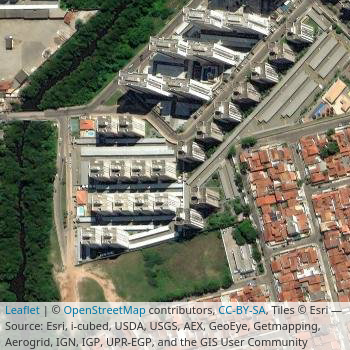 Leaflet | © OpenStreetMap contributors, CC-BY-SA, Tiles © Esri —
Source: Esri, i-cubed, USDA, USGS, AEX, GeoEye, Getmapping,
Aerogrid, IGN, IGP, UPR-EGP, and the GIS User Community